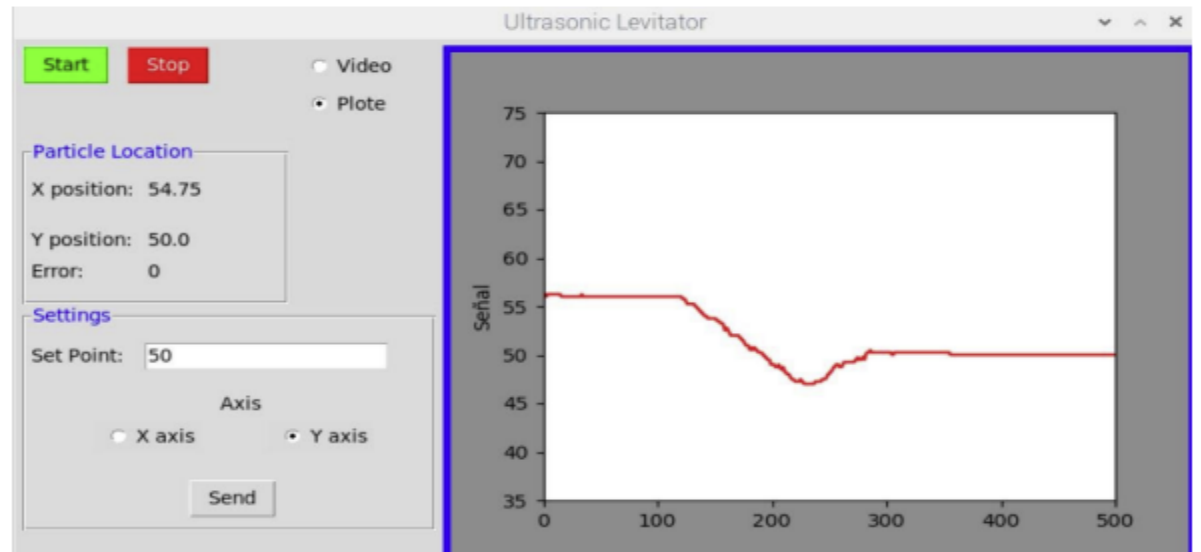 Ultrasonic Levitator
Start Stop
Video
Plote
Particle Location
X position: 54.75
Y position: 50.0
Error: 0
Settings
Set Point: 50
Axis
X axis Y axis
Send
75
70
65
60
55
50
45
40
35
Señal
0 100 200 300 400 500